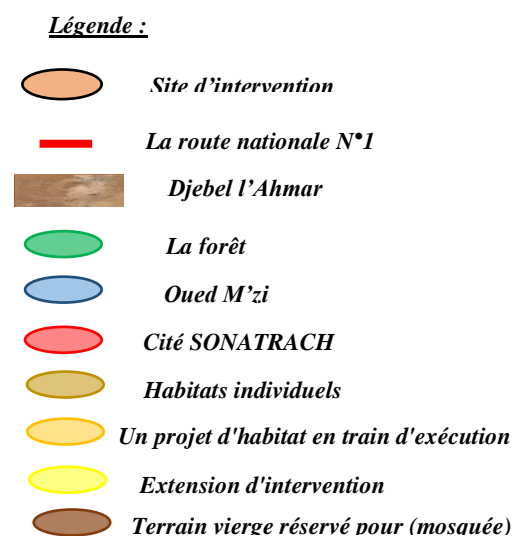 Légende :
Site d'intervention
La route nationale N°1
Djebel l'Ahmar
La forêt
Oued M'zi
Cité SONATRACH
Habitats individuels
Un projet d'habitat en train d'exécution
Extension d'intervention
Terrain vierge réservé pour (mosquée)